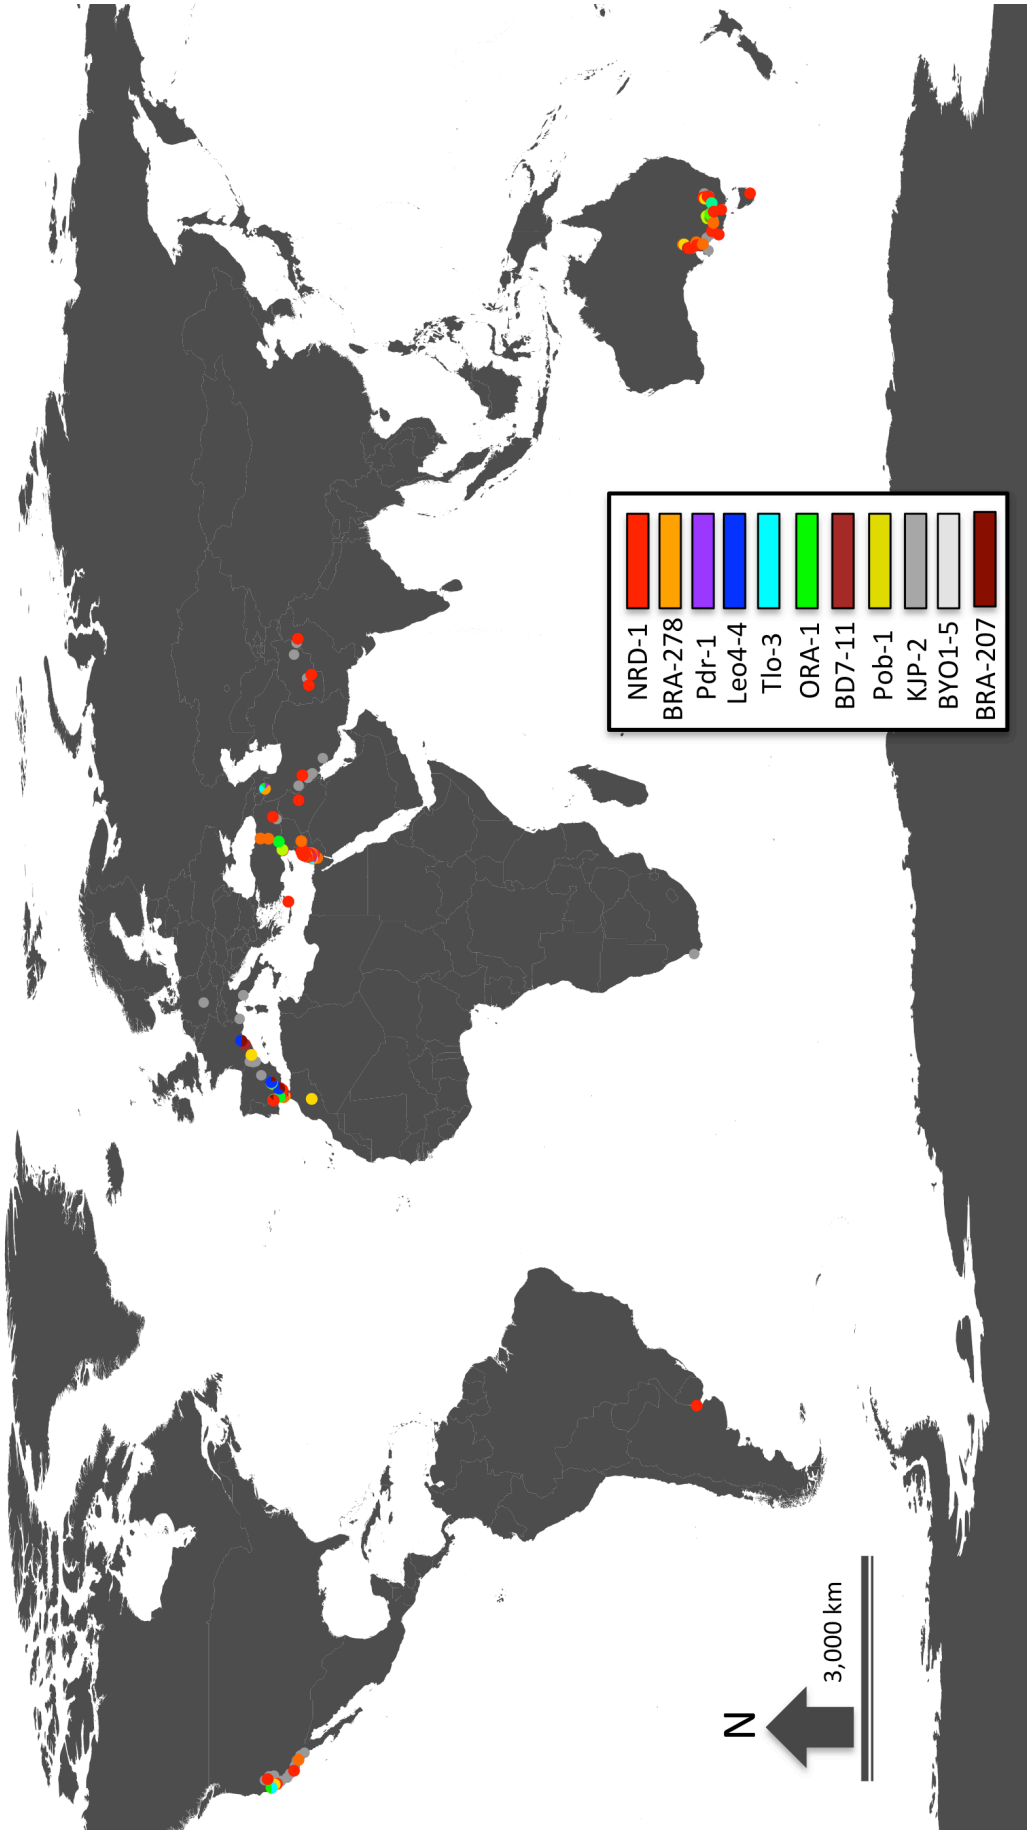 NRD-1
BRA-278
Pdr-1
Leo4-4
Tlo-3
ORA-1
BD7-11
Pob-1
KJP-2
BYO1-5
BRA-207
N
3,000 km